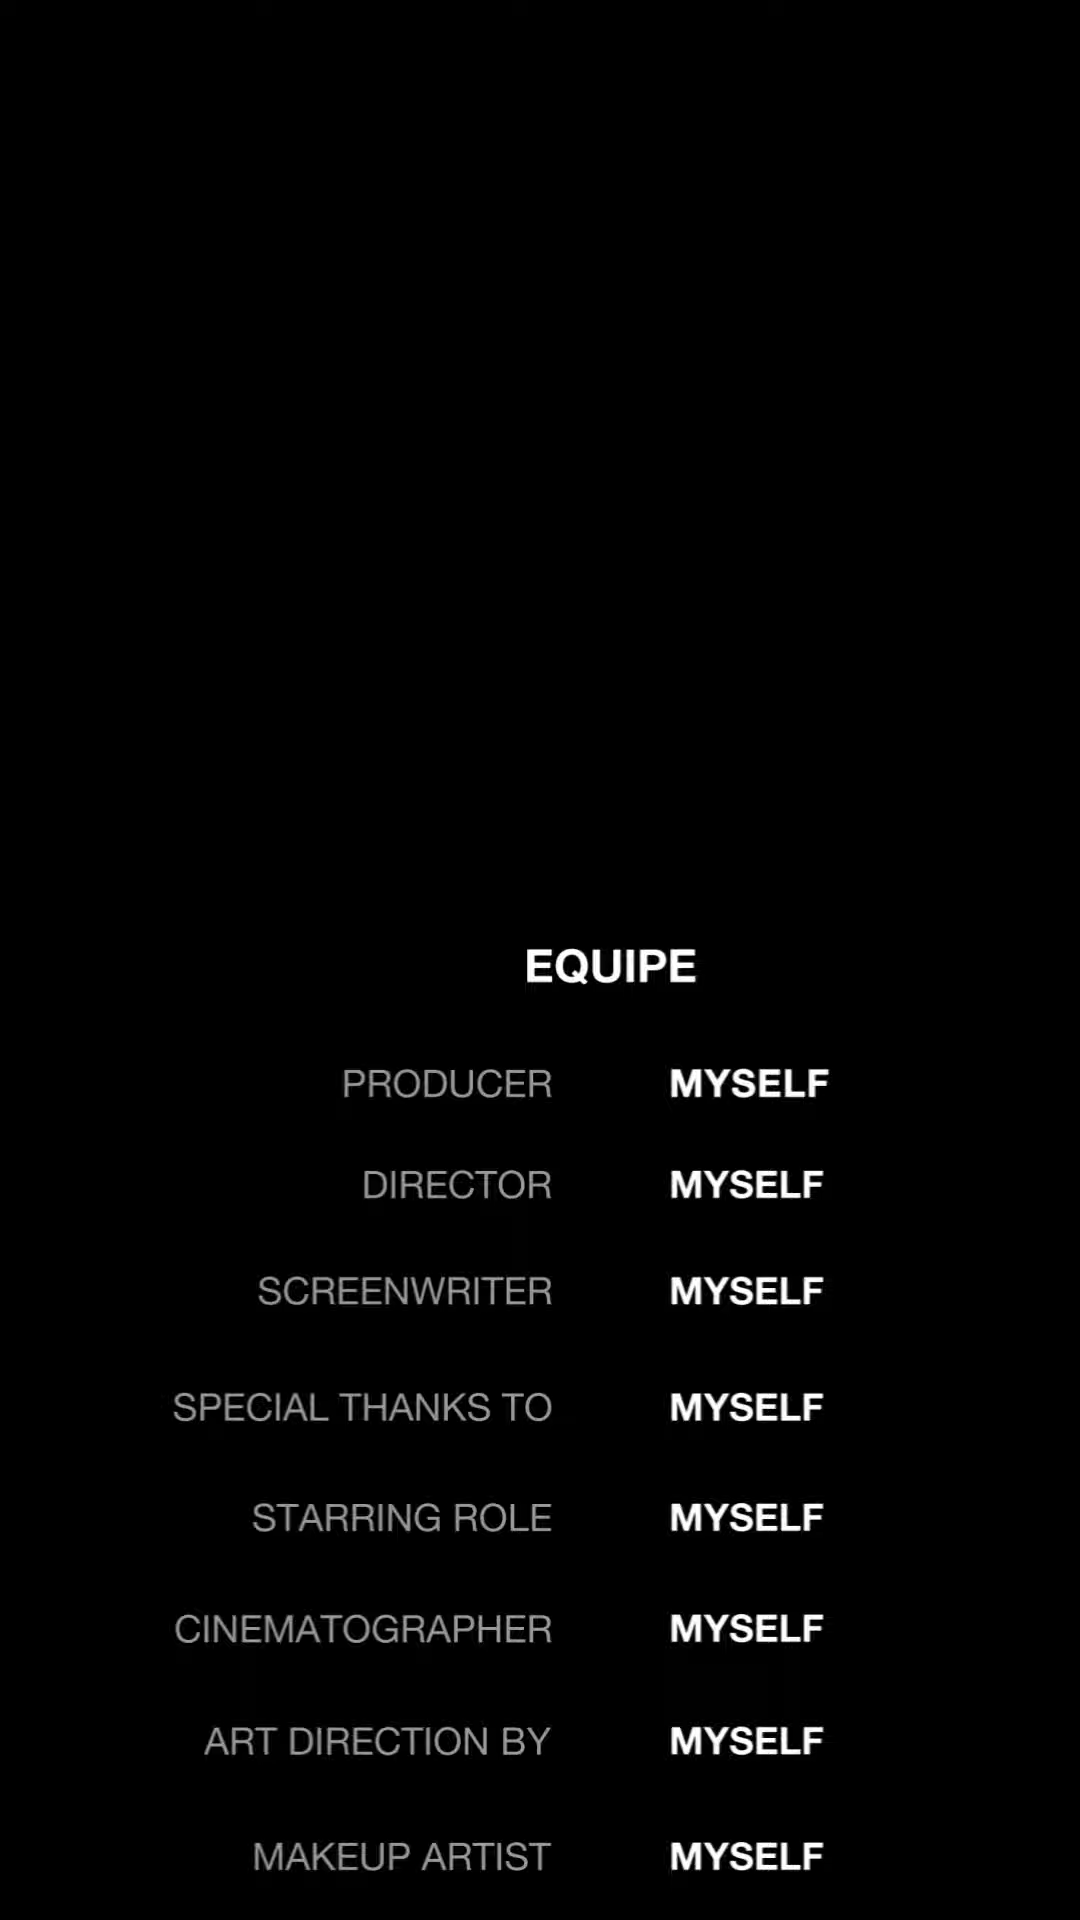 EQUIPE
PRODUCER MYSELF
DIRECTOR MYSELF
SCREENWRITER MYSELF
SPECIAL THANKS TO MYSELF
STARRING ROLE MYSELF
CINEMATOGRAPHER MYSELF
ART DIRECTION BY MYSELF
MAKEUP ARTIST MYSELF